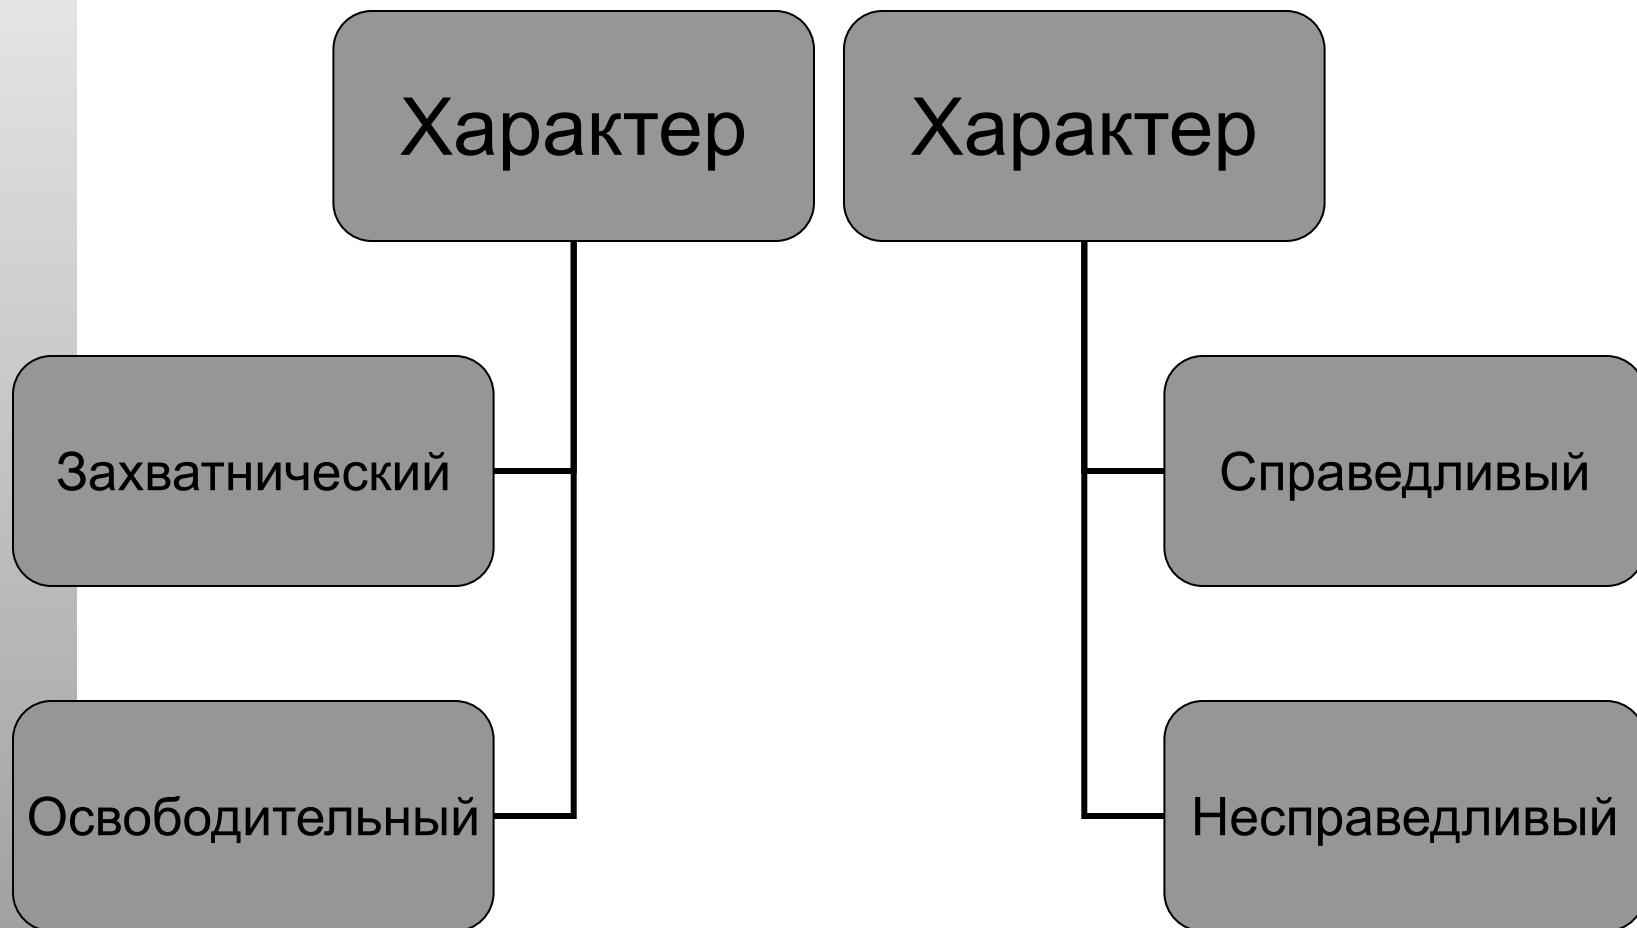 Характер
Захватнический
Освободительный
Характер
Справедливый
Несправедливый